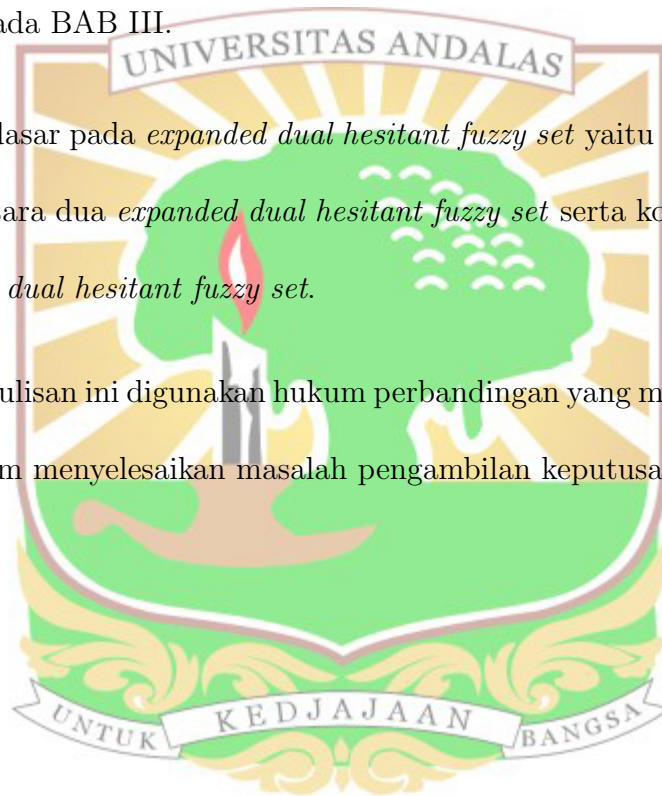 ada BAB III.
UNIVERSITAS ANDALAS
dasar pada expanded dual hesitant fuzzy set yaitu
ara dua expanded dual hesitant fuzzy set serta ko
dual hesitant fuzzy set.
ulisan ini digunakan hukum perbandingan yang m
m menyelesaikan masalah pengambilan keputusa
UNTUK KEDJAJAAN BANGSA